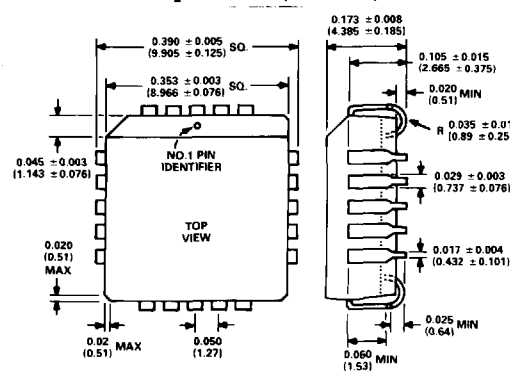 0.390 ± 0.005
(9.905 ± 0.125) SQ.
0.353 ± 0.003
(8.966 ± 0.076) SQ.
0.045 ± 0.003
(1.143 ± 0.076)
NO.1 PIN
IDENTIFIER
TOP
VIEW
0.020
(0.51)
MAX
0.02
(0.51) MAX
0.050
(1.27)
0.173 ± 0.008
(4.385 ± 0.185)
0.105 ± 0.015
(2.665 ± 0.375)
0.020
(0.51) MIN
R 0.035 ± 0.01
(0.89 ± 0.25
0.029 ± 0.003
(0.737 ± 0.076)
0.017 ± 0.004
(0.432 ± 0.101)
0.025
(0.64) MIN
0.060
(1.53) MIN